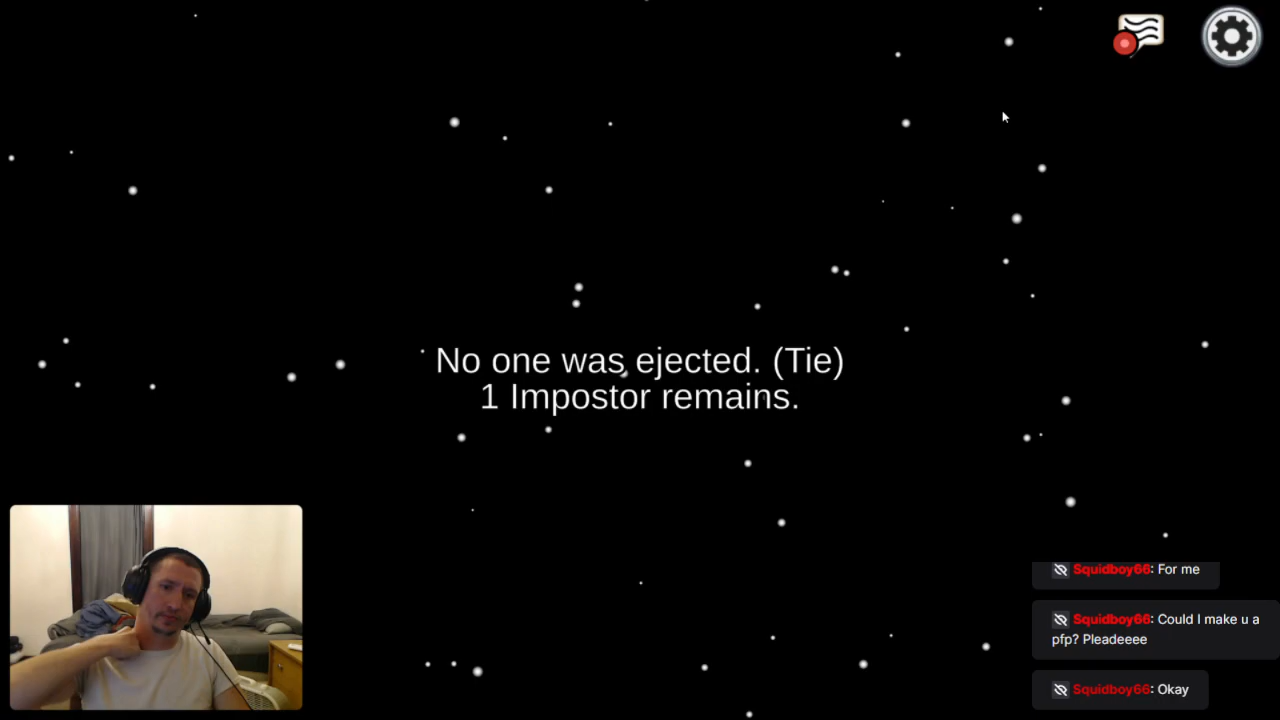 No one was ejected. (Tie)
1 Impostor remains.
Squidboy66: For me
Squidboy66: Could I make u a
pfp? Pleadeeee
Squidboy66: Okay